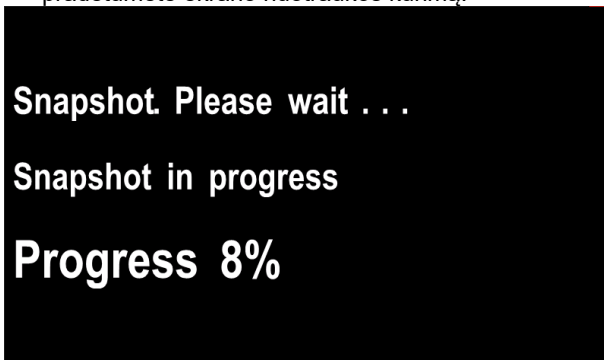 Snapshot. Please wait . . .
Snapshot in progress
Progress 8%